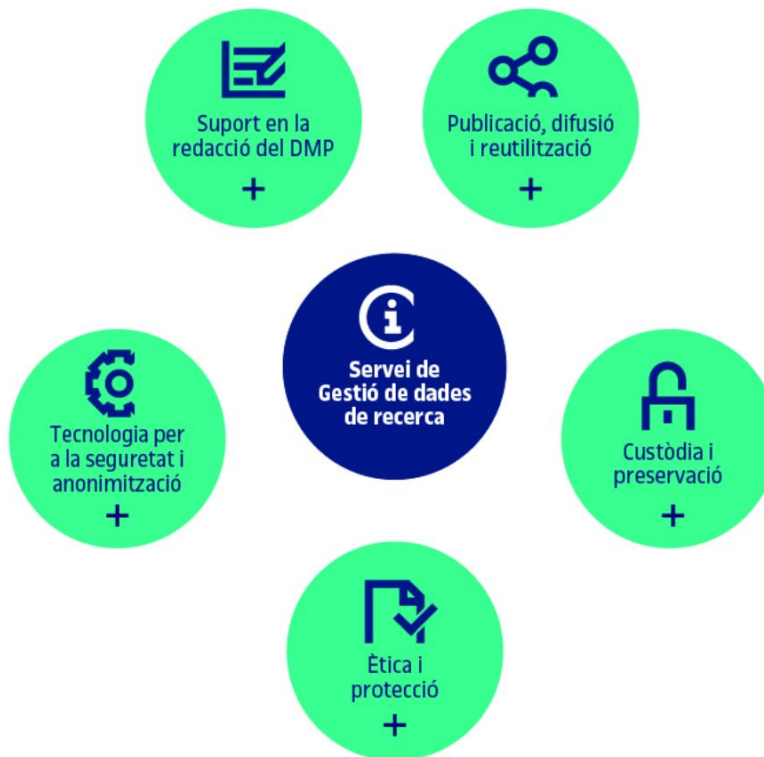 Suport en la
redacció del DMP
+
Publicació, difusió
i reutilització
+
Servei de
Gestió de dades
de recerca
Tecnologia per
a la seguretat i
anonimització
+
Custòdia i
preservació
+
Ètica i
protecció
+